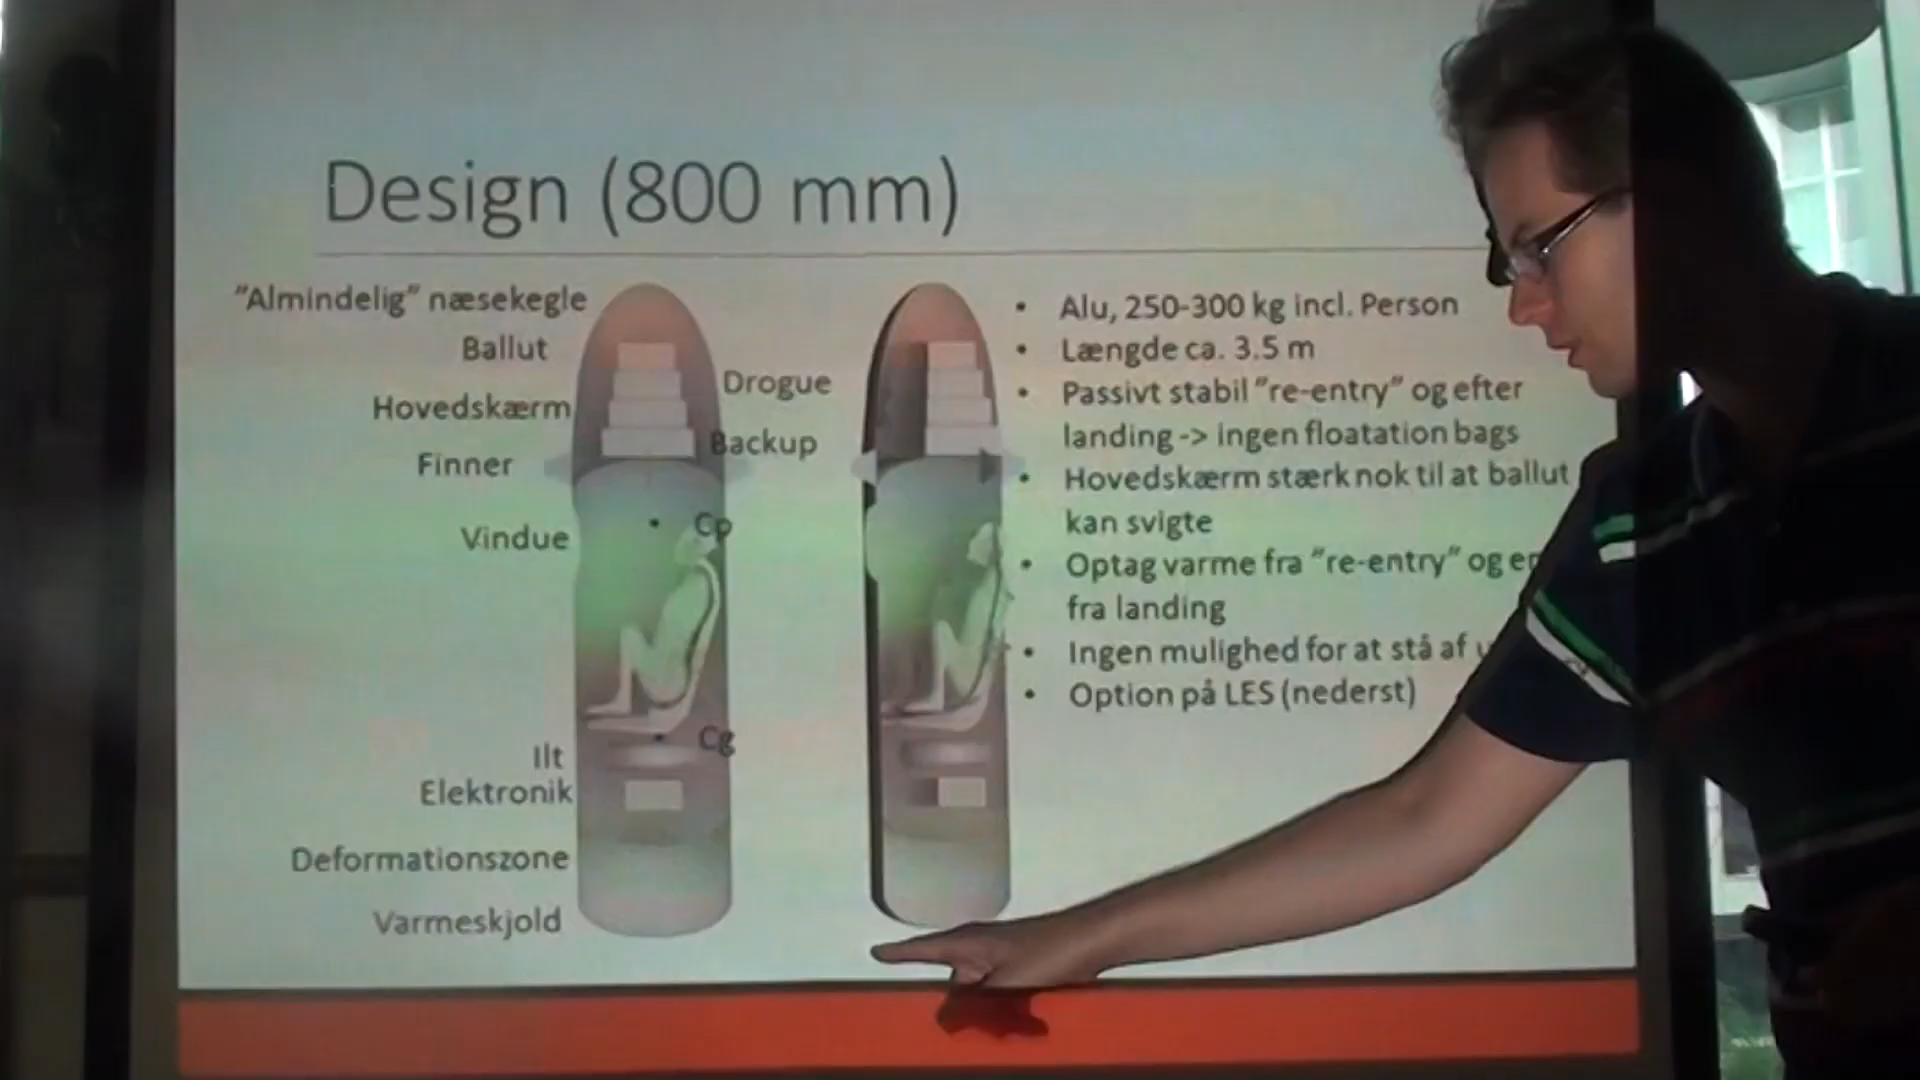 Design (800 mm)
"Almindelig" næsekegle
Ballut
Drogue
Hovedskærm
Backup
Finner
Cp
Vindue
Cg
Ilt
Elektronik
Deformationszone
Varmeskjold
• Alu, 250-300 kg incl. Person
• Længde ca. 3.5 m
• Passivt stabil "re-entry" og efter
landing -> ingen floatation bags
• Hovedskærm stærk nok til at ballut
kan svigte
• Optag varme fra "re-entry" og
fra landing
• Ingen mulighed for at stå af
• Option på LES (nederst)